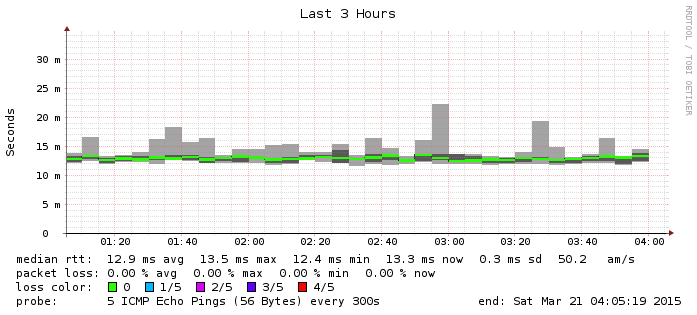 Last 3 Hours
RRDTOOL / TOBI OETIKER
Seconds
30 m
25 m
20 m
15 m
10 m
5 m
0
01:20 01:40 02:00 02:20 02:40 03:00 03:20 03:40 04:00
median rtt: 12.9 ms avg 13.5 ms max 12.4 ms min 13.3 ms now 0.3 ms sd 50.2 am/s
packet loss: 0.00 % avg 0.00 % max 0.00 % min 0.00 % now
loss color: 0 1/5 2/5 3/5 4/5
probe: 5 ICMP Echo Pings (56 Bytes) every 300s end: Sat Mar 21 04:05:19 2015